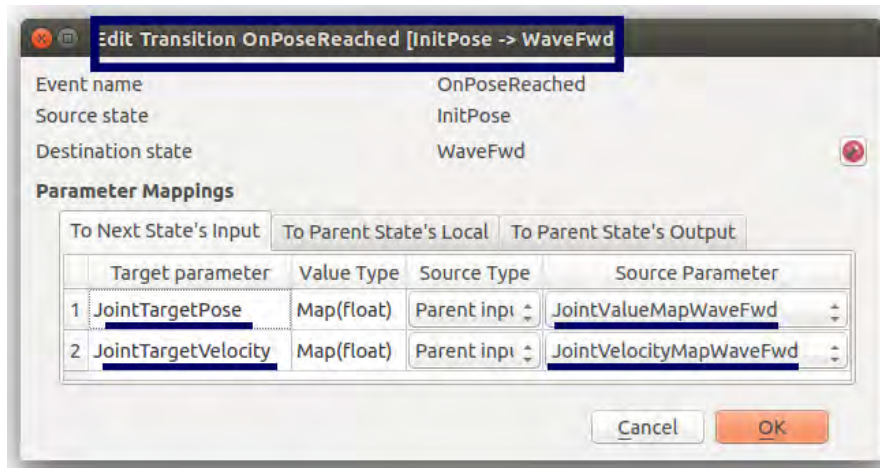 Edit Transition OnPoseReached [InitPose -> WaveFwd
Event name OnPoseReached
Source state InitPose
Destination state WaveFwd
Parameter Mappings
To Next State's Input To Parent State's Local To Parent State's Output
Target parameter Value Type Source Type Source Parameter
1 JointTargetPose Map(float) Parent inpu JointValueMapWaveFwd
2 JointTargetVelocity Map(float) Parent inpu JointVelocityMapWaveFwd
Cancel OK